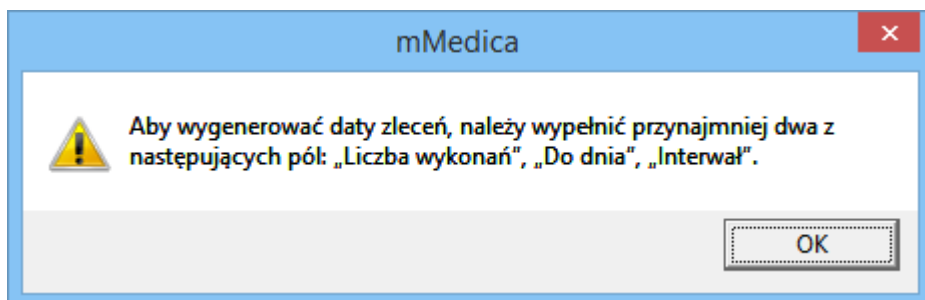 mMedica
Aby wygenerować daty zleceń, należy wypełnić przynajmniej dwa z
następujących pól: „Liczba wykonań”, „Do dnia”, „Interwał”.
OK